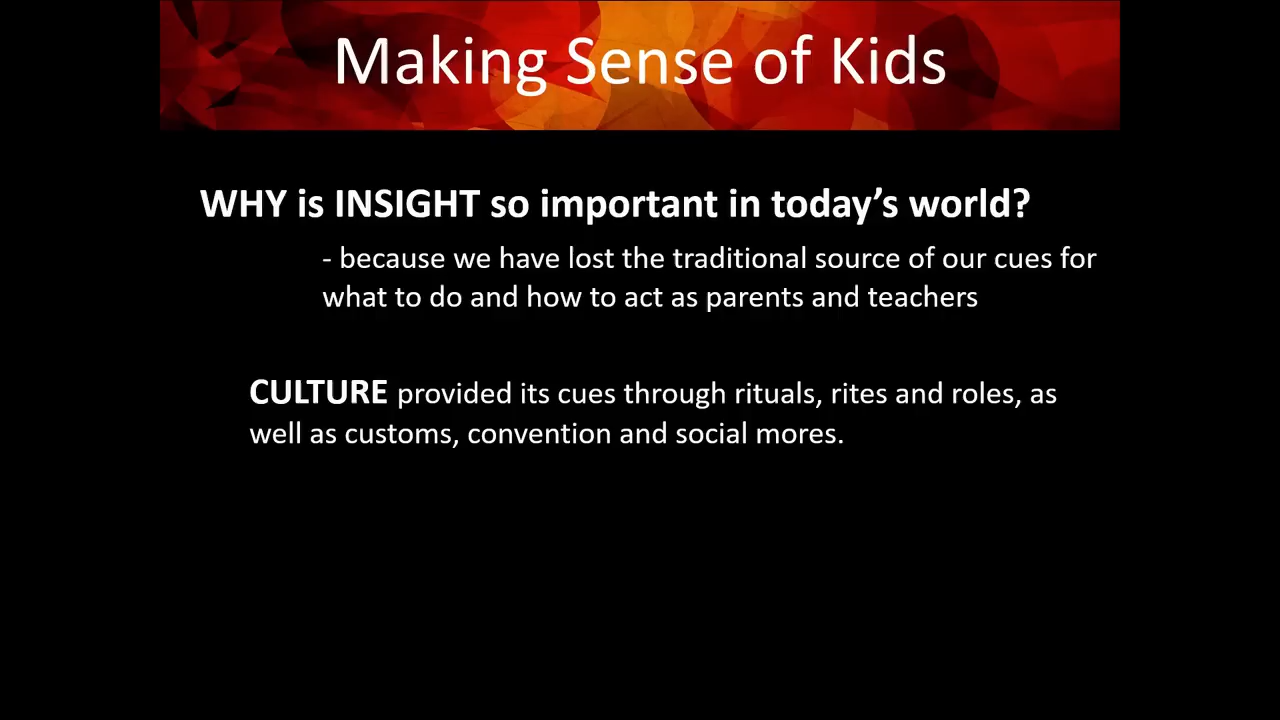 Making Sense of Kids
WHY is INSIGHT so important in today’s world?
- because we have lost the traditional source of our cues for
what to do and how to act as parents and teachers
CULTURE provided its cues through rituals, rites and roles, as
well as customs, convention and social mores.